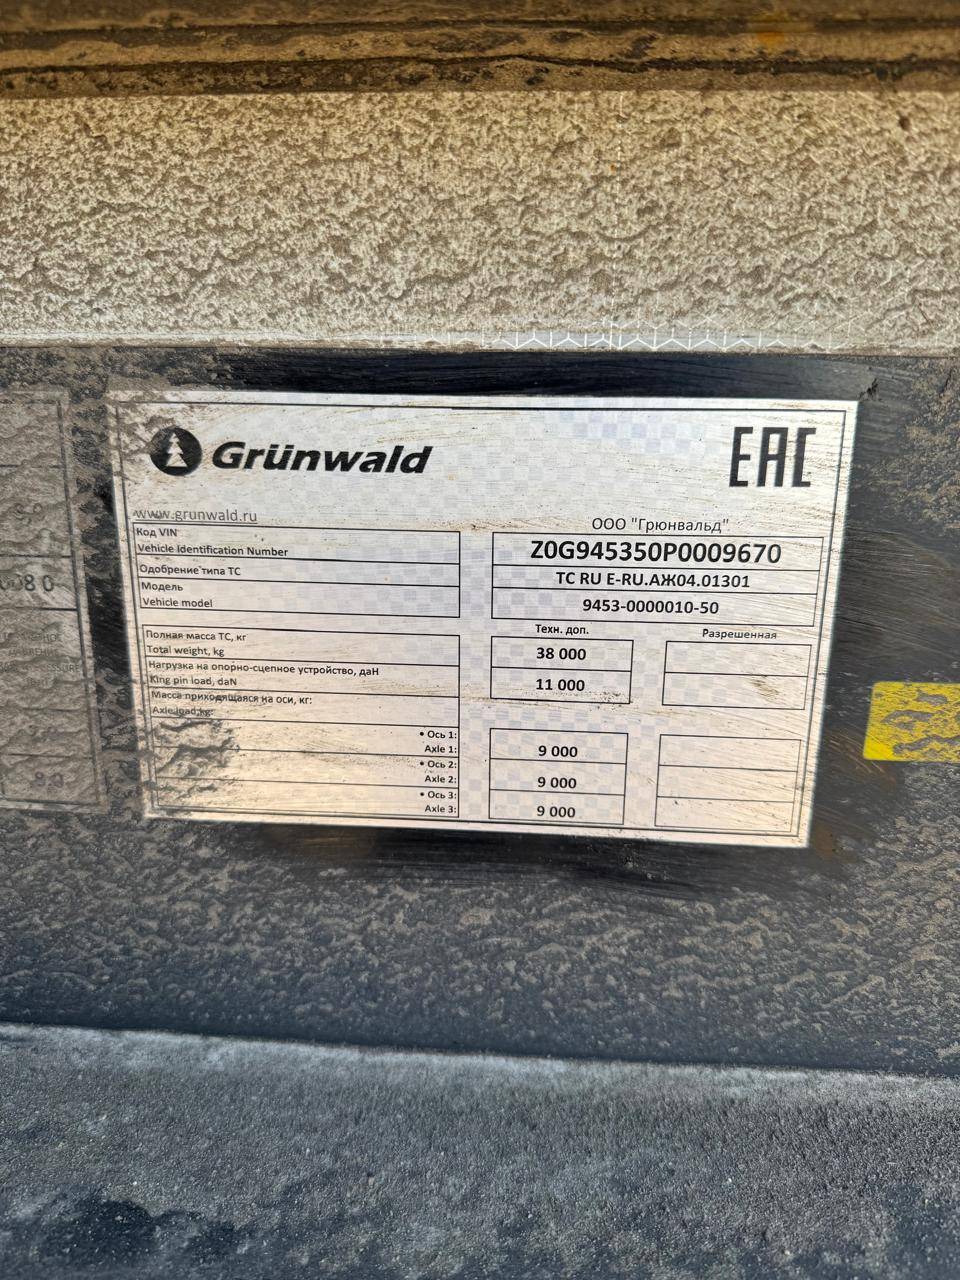 Grünwald
EAC
www.grunwald.ru
ООО "Грюнвальд"
Код VIN
Vehicle Identification Number
Z0G945350P0009670
Одобрение типа ТС
ТС RU E-RU.АЖ04.01301
Модель
Vehicle model
9453-0000010-50
Техн. доп.
Разрешенная
Полная масса ТС, кг
Total weight, kg
38 000
Нагрузка на опорно-сцепное устройство, даН
King pin load, daN
11 000
Масса приходящаяся на оси, кг:
Axle load,kg:
• Ось 1:
Axle 1:
9 000
• Ось 2:
Axle 2:
9 000
• Ось 3:
Axle 3:
9 000